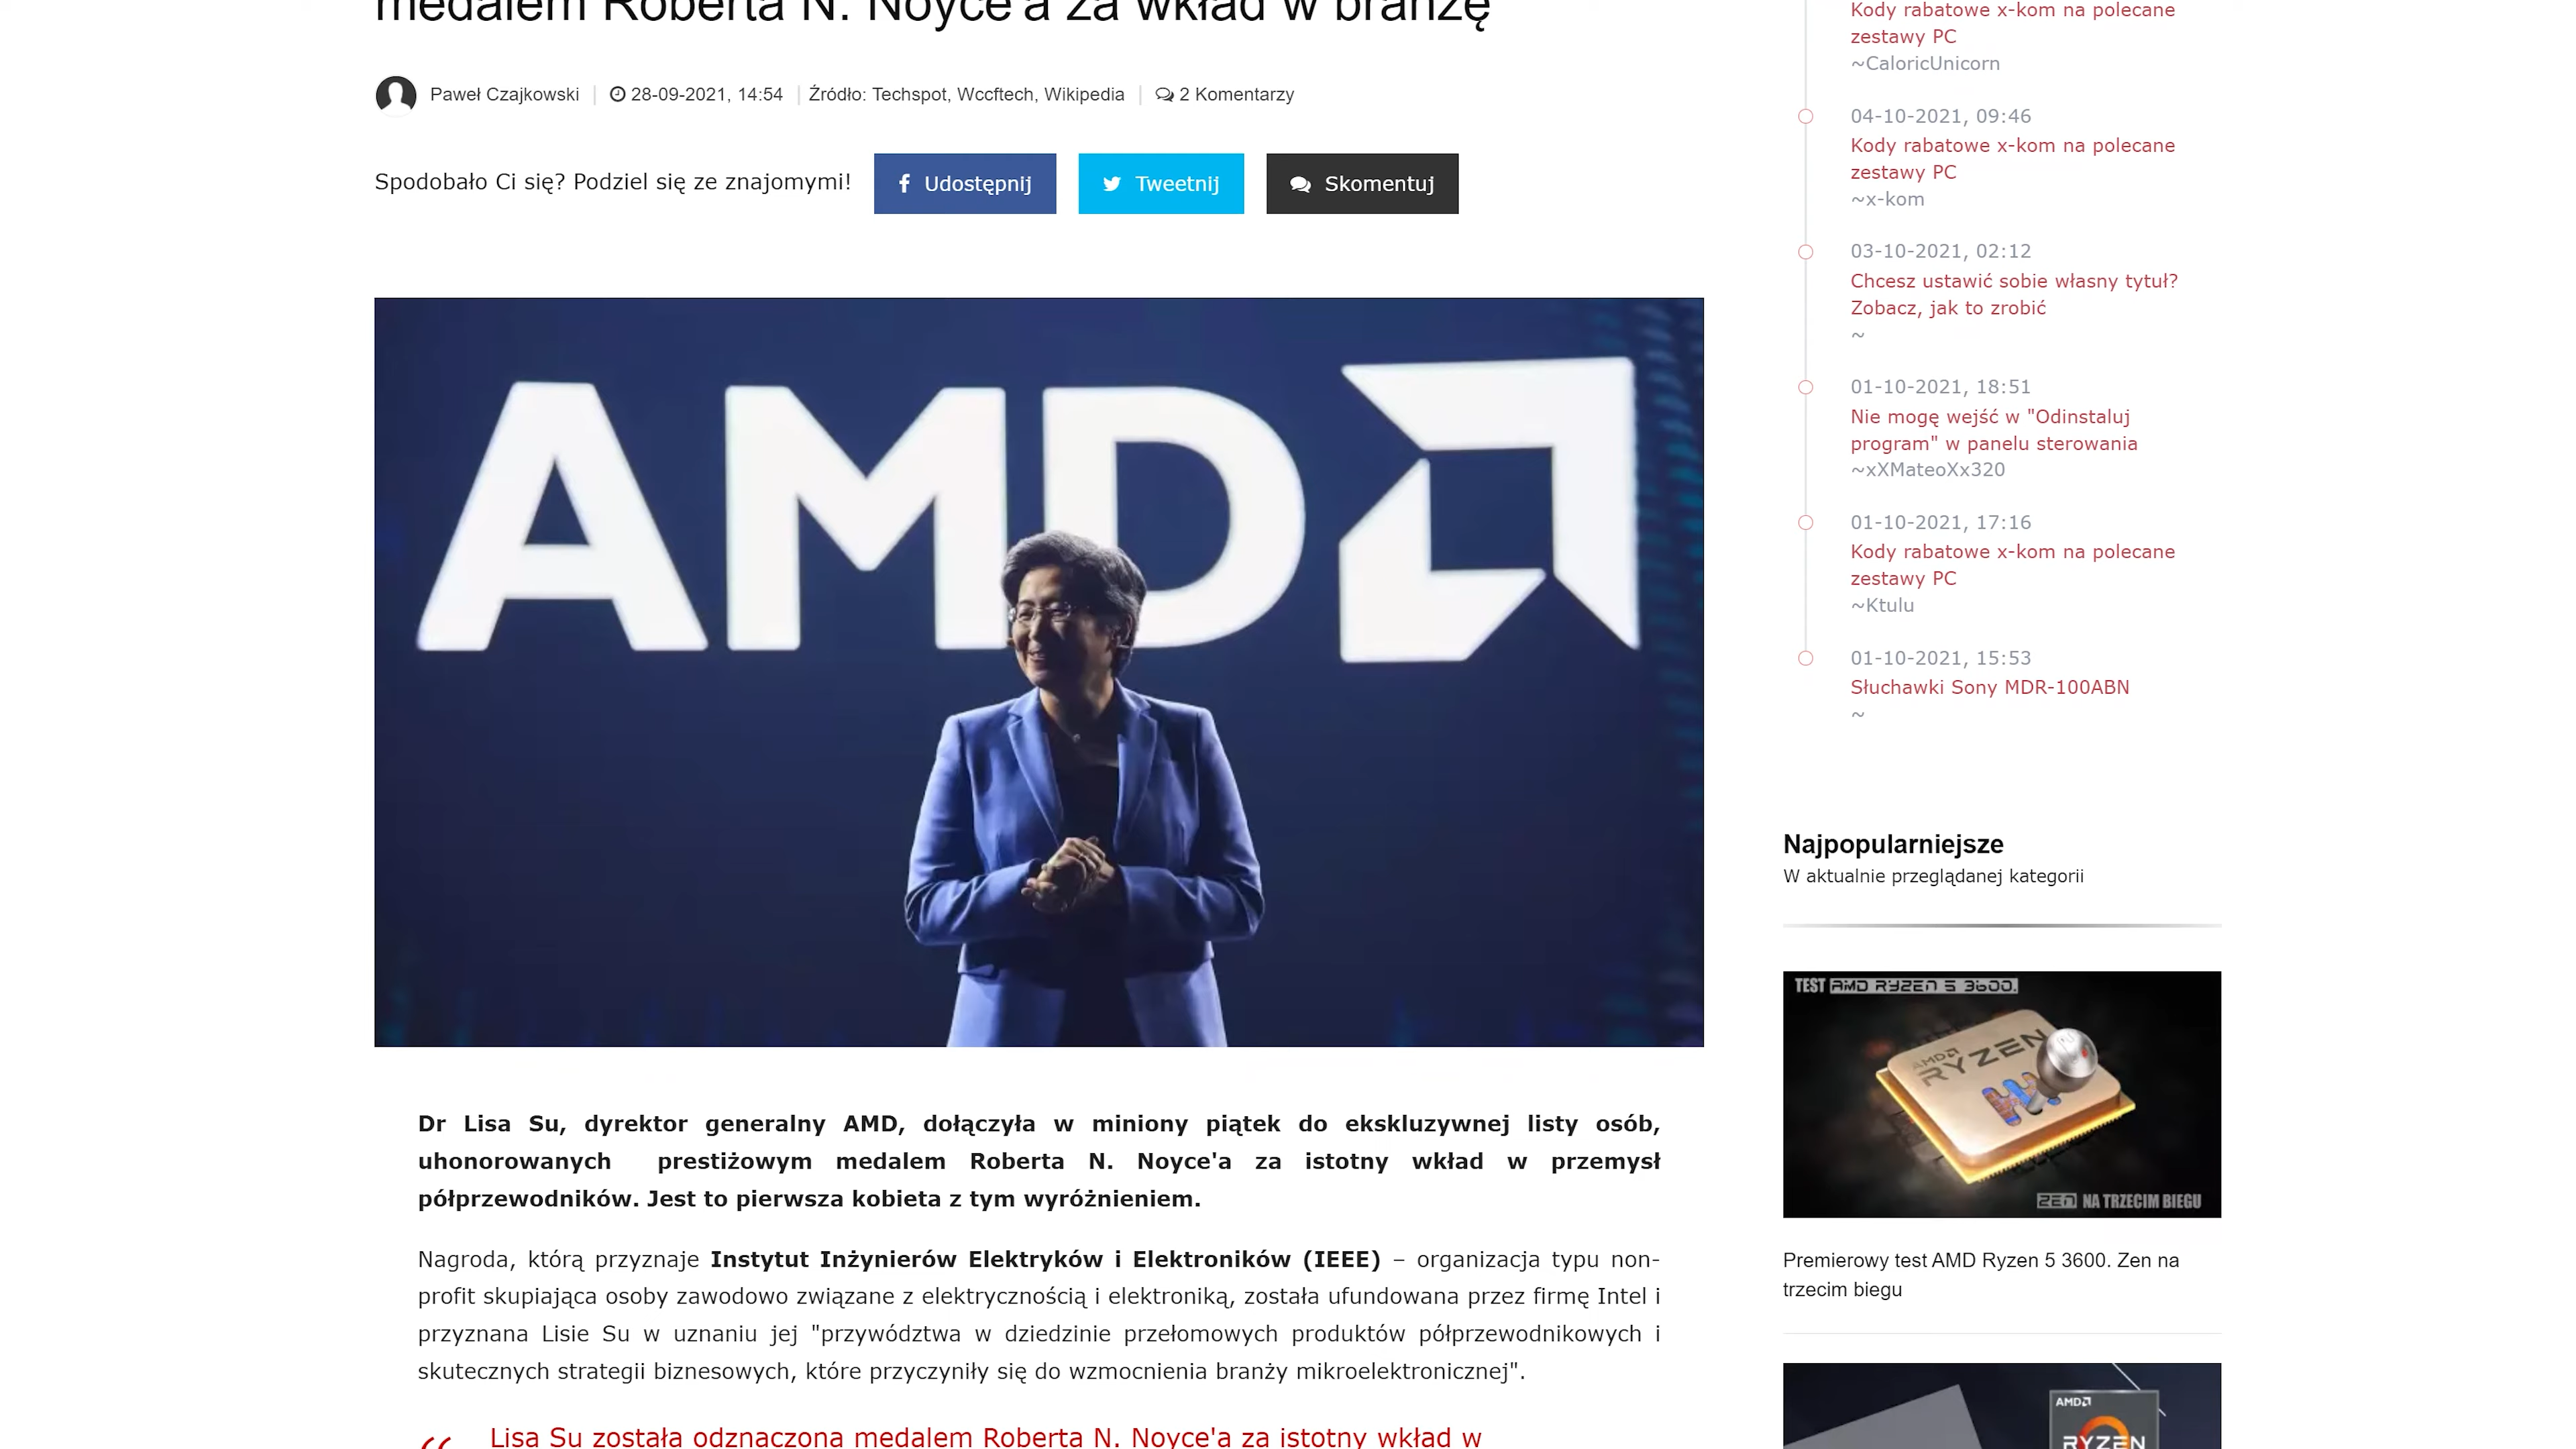 medalem Roberta N. Noyce'a za wkład w branżę
Paweł Czajkowski
28-09-2021, 14:54
Źródło: Techspot, Wccftech, Wikipedia
2 Komentarzy
Spodobało Ci się? Podziel się ze znajomymi!
Udostępnij
Tweetnij
Skomentuj
AMD
Dr Lisa Su, dyrektor generalny AMD, dołączyła w miniony piątek do ekskluzywnej listy osób,
uhonorowanych prestiżowym medalem Roberta N. Noyce'a za istotny wkład w przemysł
półprzewodników. Jest to pierwsza kobieta z tym wyróżnieniem.
Nagroda, którą przyznaje Instytut Inżynierów Elektryków i Elektroników (IEEE) – organizacja typu non-
profit skupiająca osoby zawodowo związane z elektrycznością i elektroniką, została ufundowana przez firmę Intel i
przyznana Lisie Su w uznaniu jej "przywództwa w dziedzinie przełomowych produktów półprzewodnikowych i
skutecznych strategii biznesowych, które przyczyniły się do wzmocnienia branży mikroelektronicznej".
“ Lisa Su została odznaczona medalem Roberta N. Noyce'a za istotny wkład w
Kody rabatowe x-kom na polecane
zestawy PC
~CaloricUnicorn
04-10-2021, 09:46
Kody rabatowe x-kom na polecane
zestawy PC
~x-kom
03-10-2021, 02:12
Chcesz ustawić sobie własny tytuł?
Zobacz, jak to zrobić
~
01-10-2021, 18:51
Nie mogę wejść w "Odinstaluj
program" w panelu sterowania
~xXMateoXx320
01-10-2021, 17:16
Kody rabatowe x-kom na polecane
zestawy PC
~Ktulu
01-10-2021, 15:53
Słuchawki Sony MDR-100ABN
~
Najpopularniejsze
W aktualnie przeglądanej kategorii
TEST AMD RYZEN 5 3600.
AMD
RYZEN
ZEN NA TRZECIM BIEGU
Premierowy test AMD Ryzen 5 3600. Zen na
trzecim biegu
AMD
RYZEN